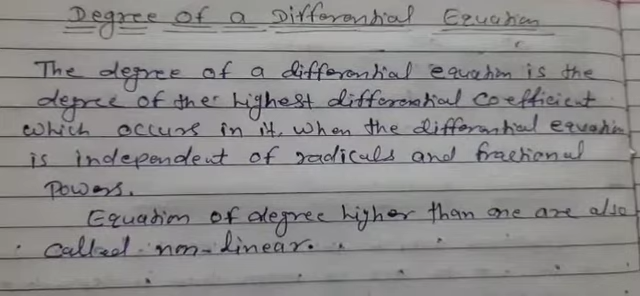 Degree of a Differential Equation
The degree of a differential equation is the
degree of the highest differential coefficient
which occurs in it, when the differential equation
is independent of radicals and fractional
powers.
Equation of degree higher than one are also
called non-linear.